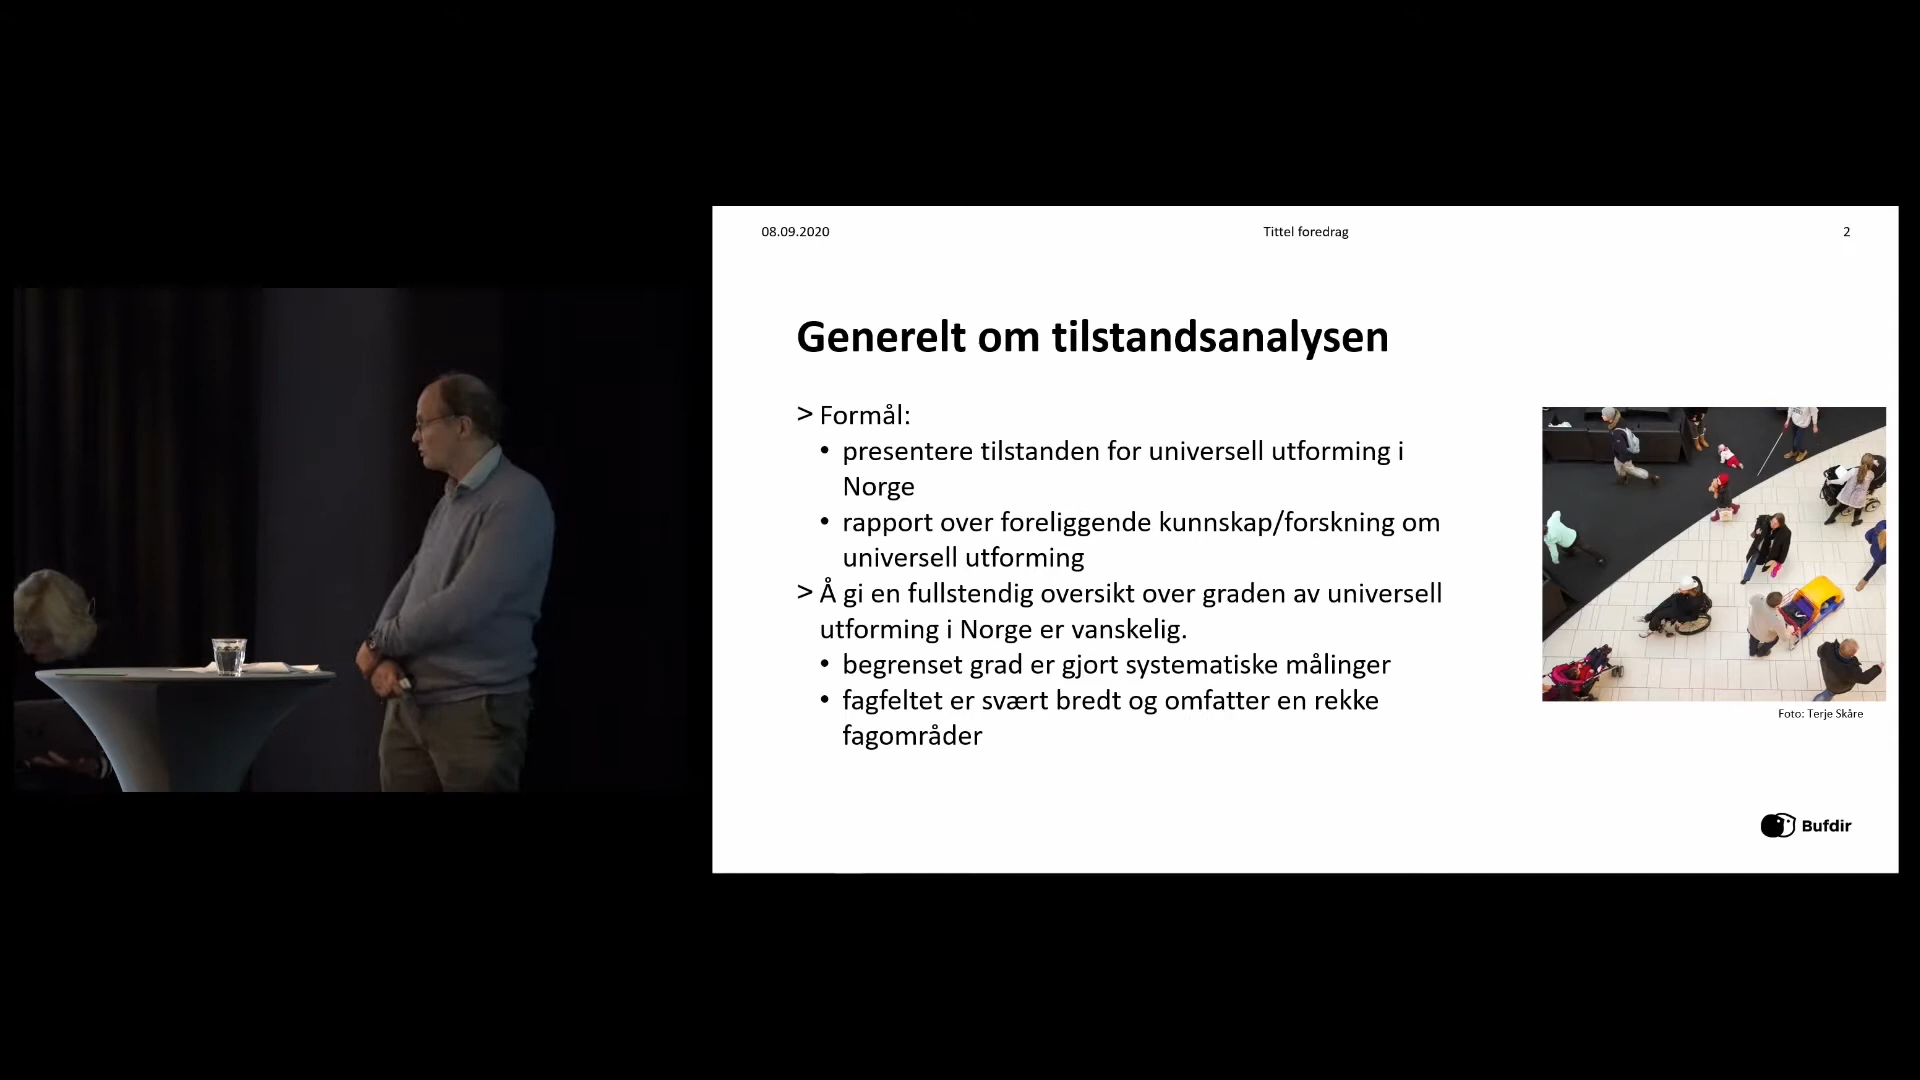 08.09.2020
Tittel foredrag
2
Generelt om tilstandsanalysen
> Formål:
• presentere tilstanden for universell utforming i
Norge
• rapport over foreliggende kunnskap/forskning om
universell utforming
> Å gi en fullstendig oversikt over graden av universell
utforming i Norge er vanskelig.
• begrenset grad er gjort systematiske målinger
• fagfeltet er svært bredt og omfatter en rekke
fagområder
Foto: Terje Skåre
Bufdir